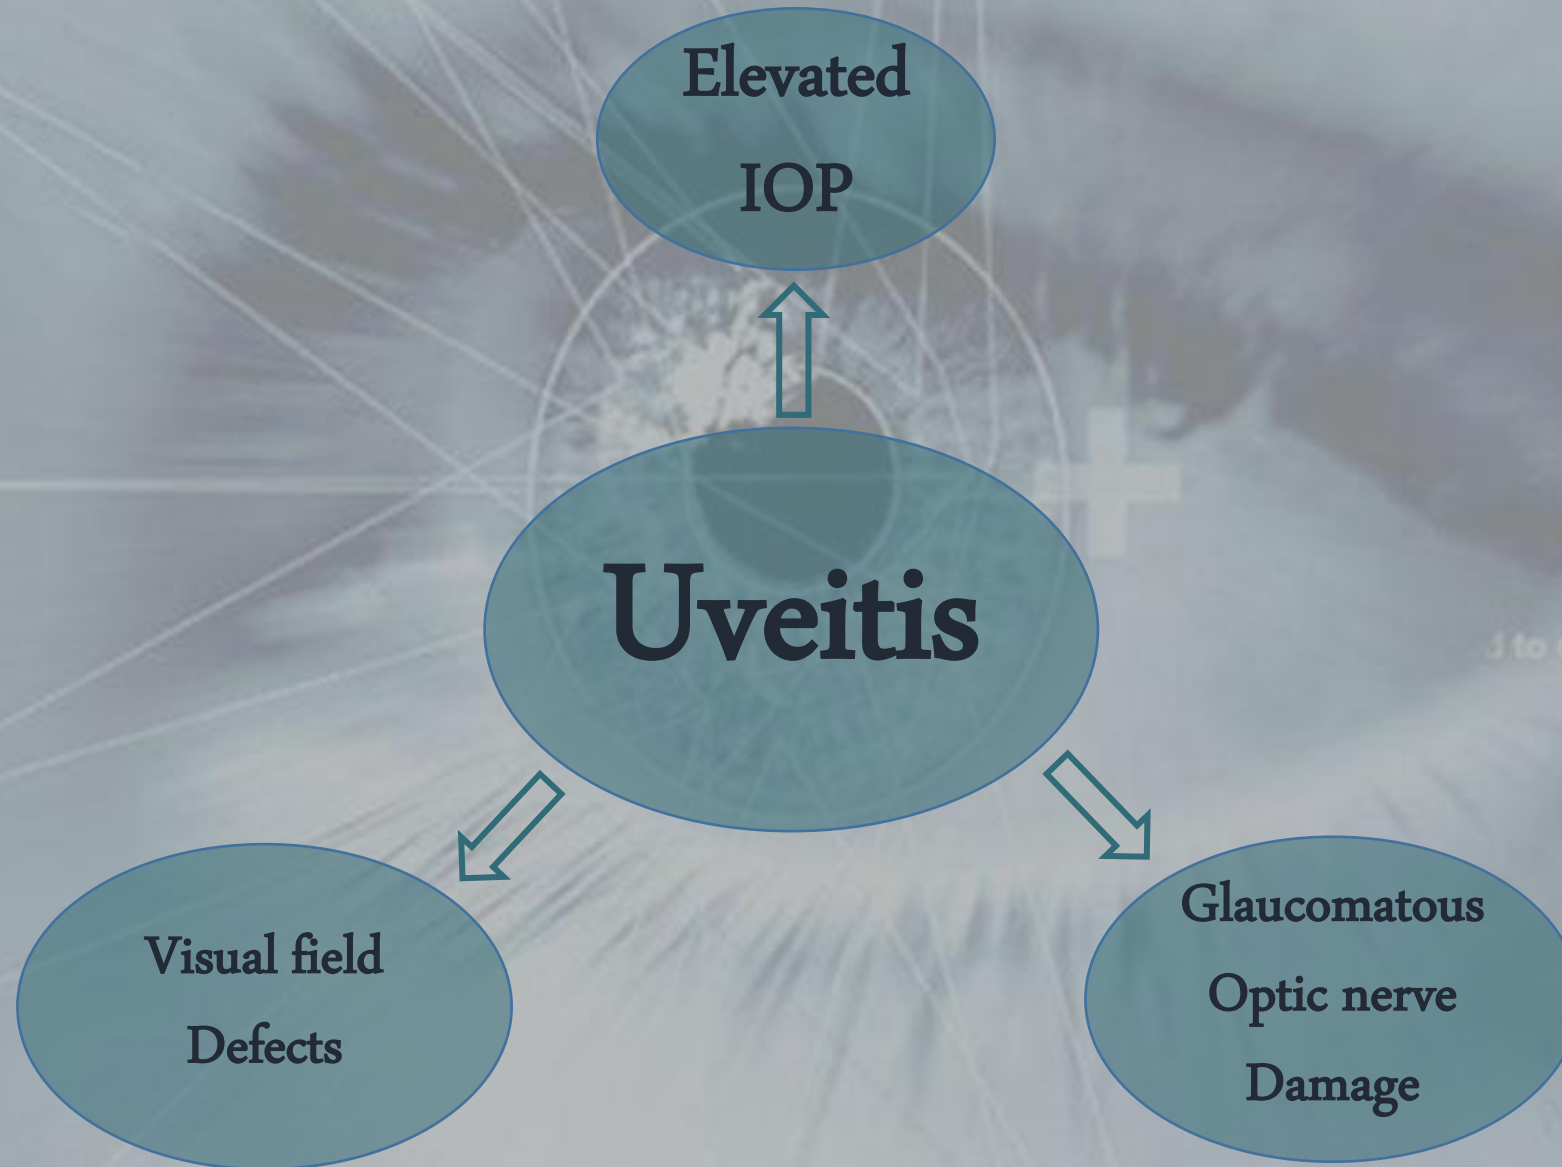 Elevated
IOP
Uveitis
Visual field
Defects
Glaucomatous
Optic nerve
Damage